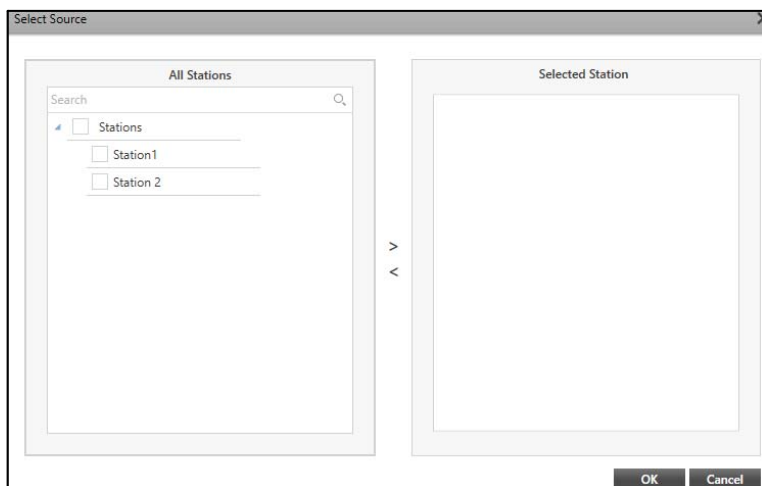 Select Source
All Stations
Search
Stations
Station1
Station 2
>
<
Selected Station
OK
Cancel